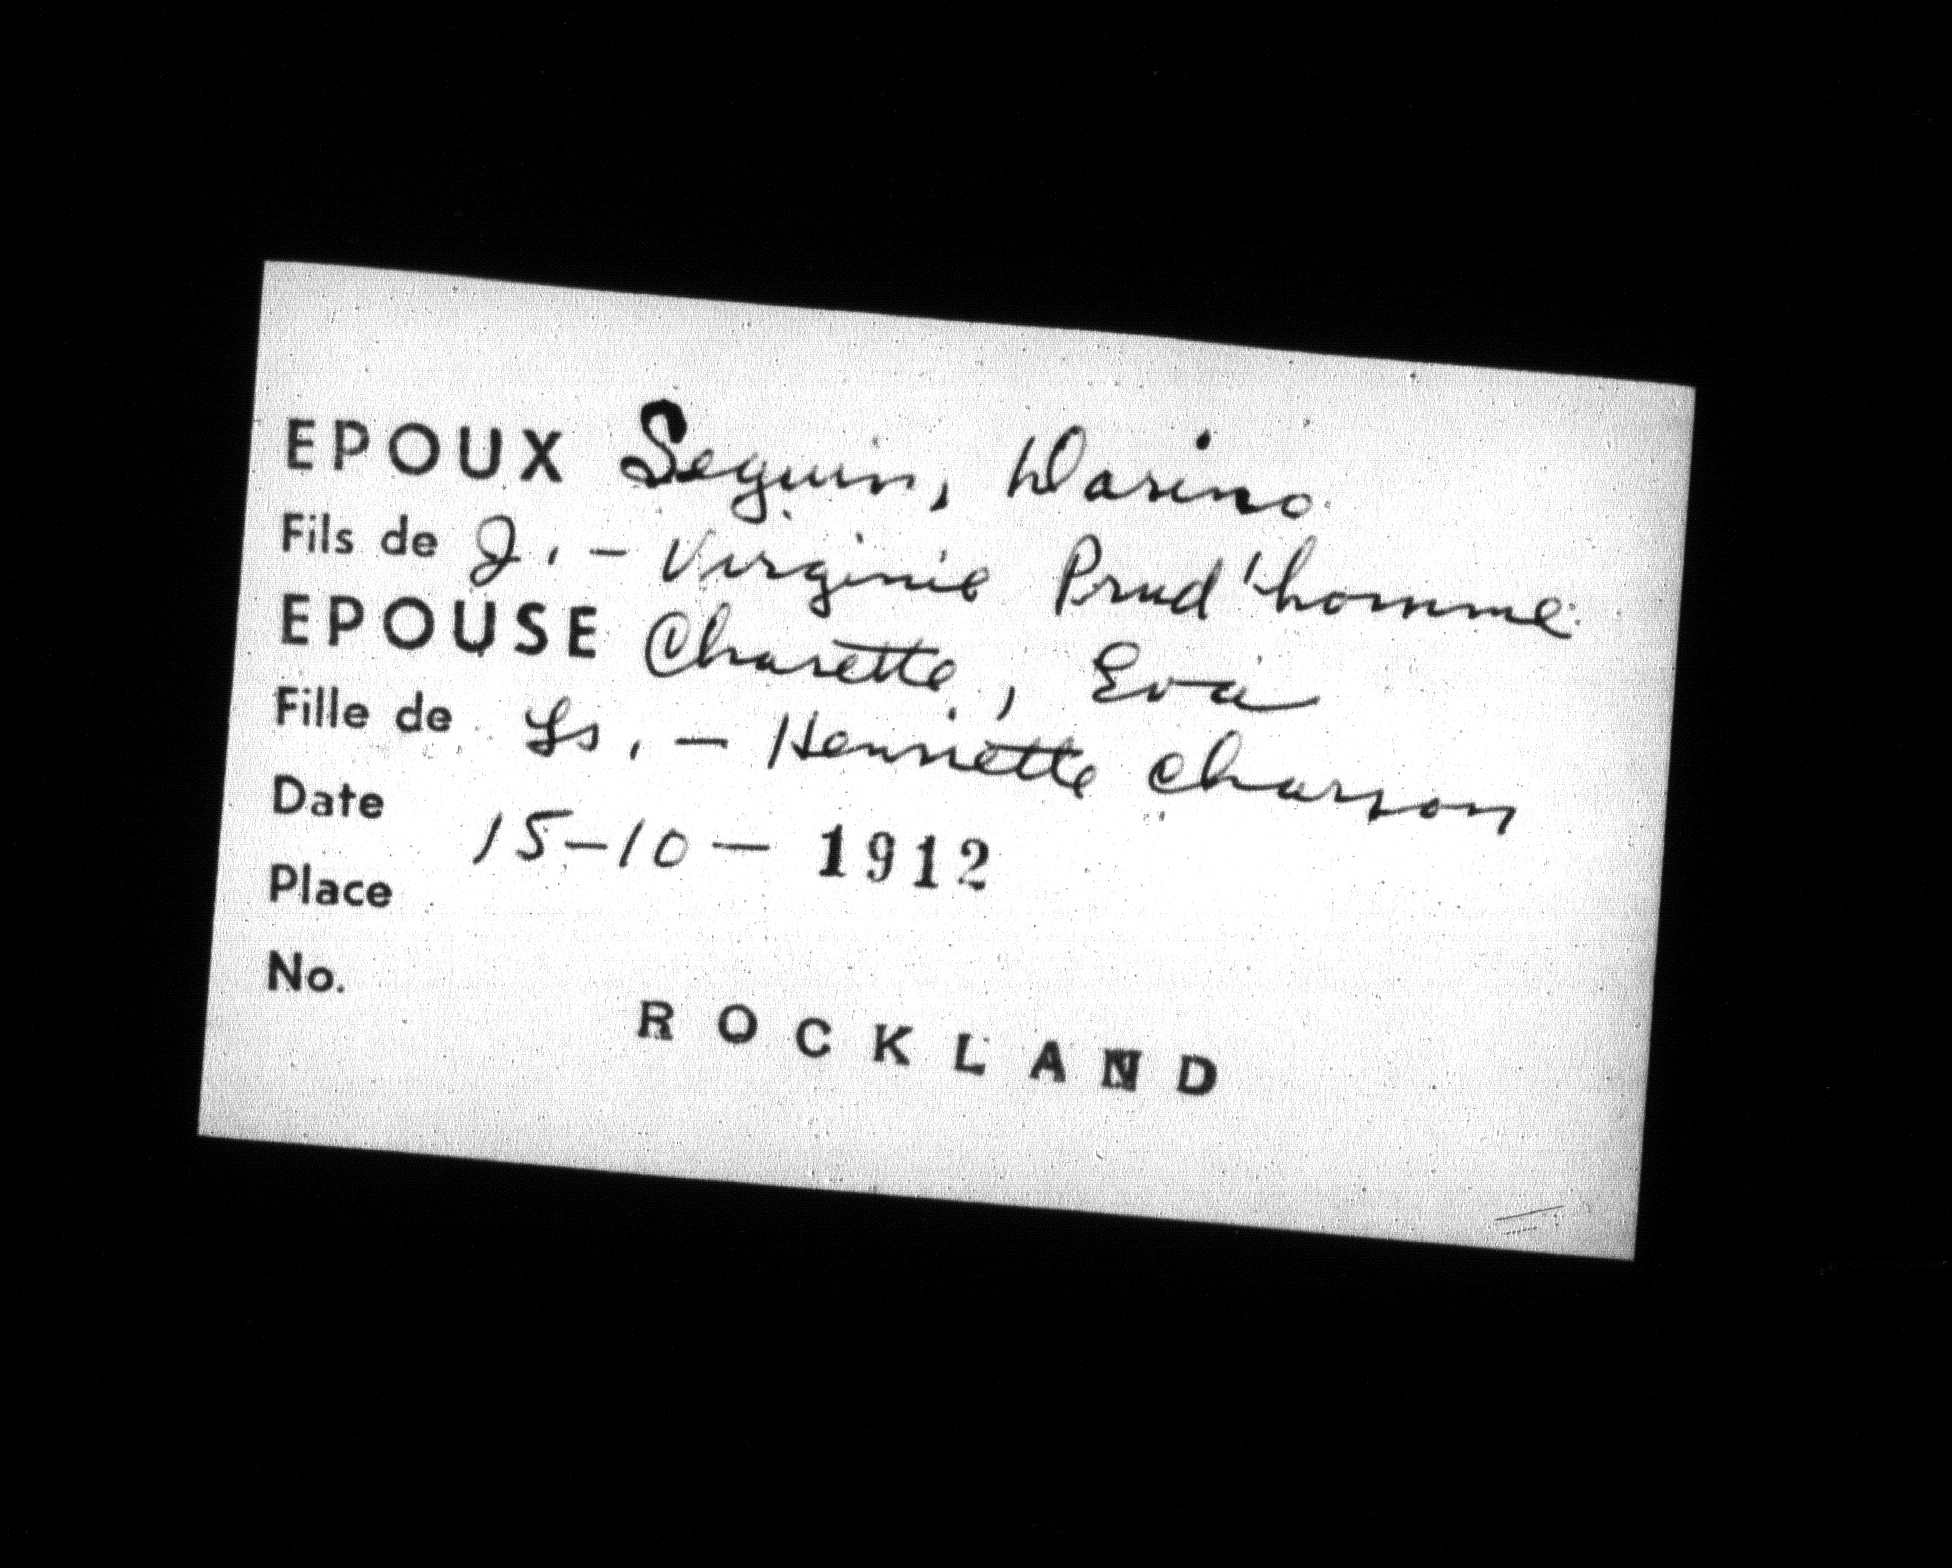 EPOUX Seguin, Darino
Fils de J. - Virginie Prud'homme
EPOUSE Charette, Eva
Fille de Ls. - Henriette Charron
Date 15-10-1912
Place
No.
ROCKLAND